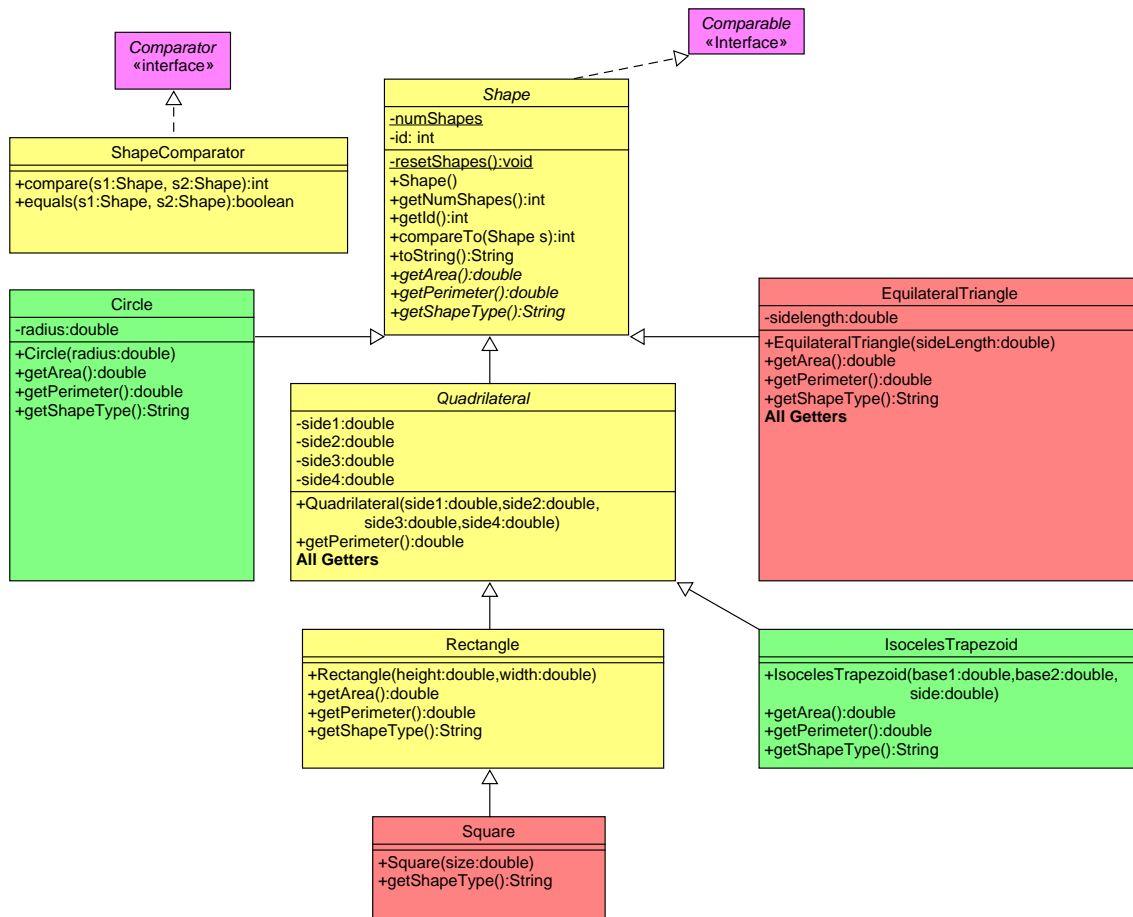 Comparable
«Interface»
Comparator
«interface»
Shape
-numShapes
-id: int
-resetShapes():void
+Shape()
+getNumShapes():int
+getId():int
+compareTo(Shape s):int
+toString():String
+getArea():double
+getPerimeter():double
+getShapeType():String
ShapeComparator
+compare(s1:Shape, s2:Shape):int
+equals(s1:Shape, s2:Shape):boolean
Circle
-radius:double
+Circle(radius:double)
+getArea():double
+getPerimeter():double
+getShapeType():String
EquilateralTriangle
-sidelength:double
+EquilateralTriangle(sideLength:double)
+getArea():double
+getPerimeter():double
+getShapeType():String
All Getters
Quadrilateral
-side1:double
-side2:double
-side3:double
-side4:double
+Quadrilateral(side1:double,side2:double,
side3:double,side4:double)
+getPerimeter():double
All Getters
Rectangle
+Rectangle(height:double,width:double)
+getArea():double
+getPerimeter():double
+getShapeType():String
IsocelesTrapezoid
+IsocelesTrapezoid(base1:double,base2:double,
side:double)
+getArea():double
+getPerimeter():double
+getShapeType():String
Square
+Square(size:double)
+getShapeType():String